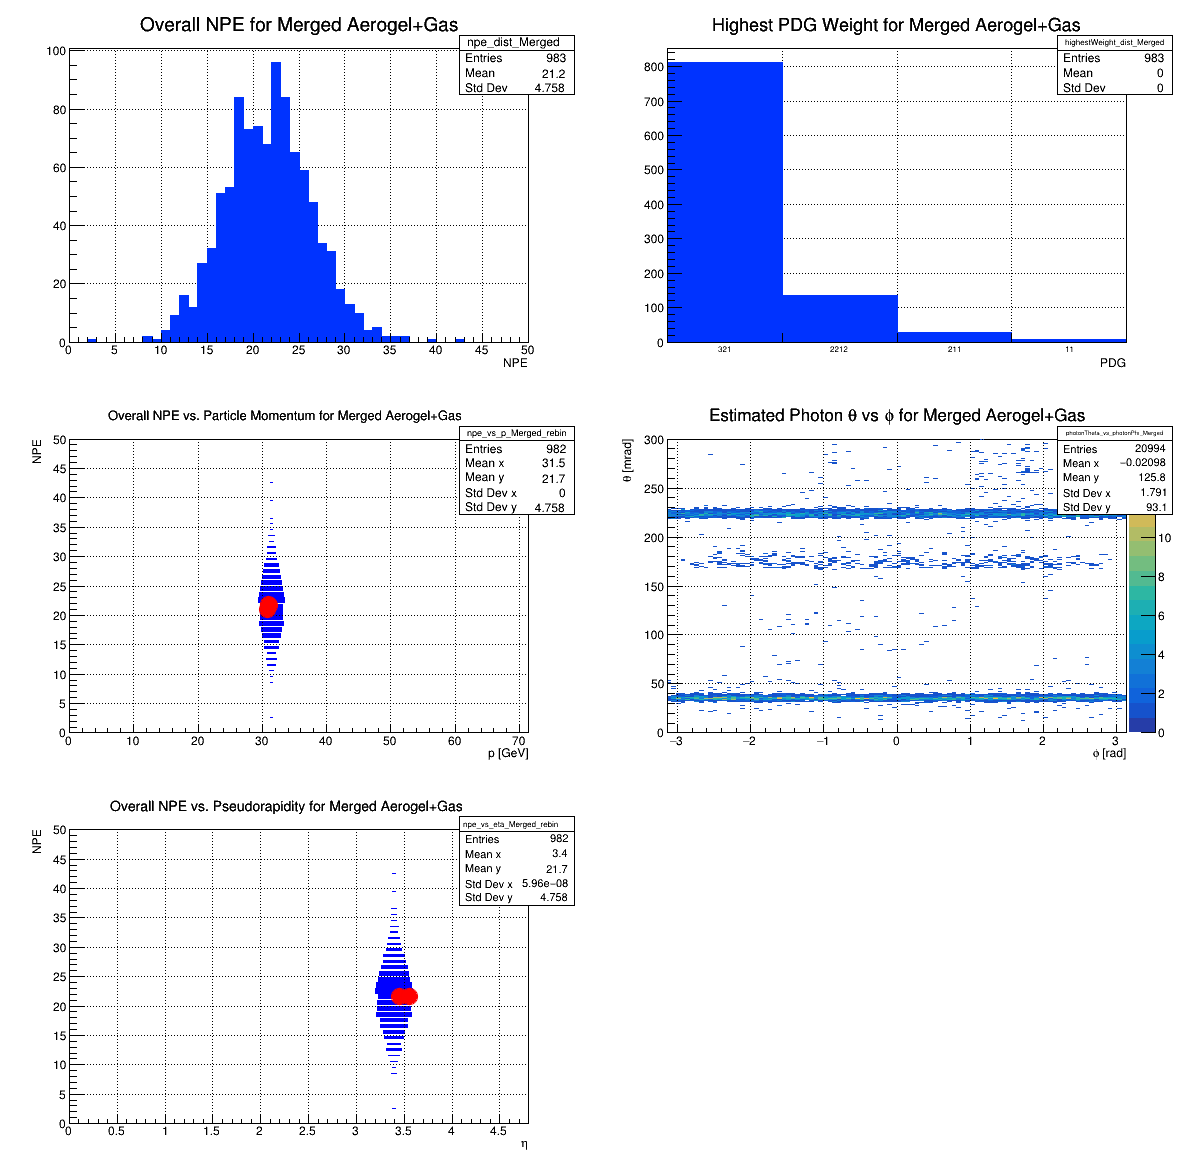 Overall NPE for Merged Aerogel+Gas
npe_dist_Merged
Entries 983
Mean 21.2
Std Dev 4.758
100
80
60
40
20
0
0 5 10 15 20 25 30 35 40 45 50
NPE
Highest PDG Weight for Merged Aerogel+Gas
highestWeight_dist_Merged
Entries 983
Mean 0
Std Dev 0
800
700
600
500
400
300
200
100
0
321 2212 211 11
PDG
Overall NPE vs. Particle Momentum for Merged Aerogel+Gas
npe_vs_p_Merged_rebin
Entries 982
Mean x 31.5
Mean y 21.7
Std Dev x 0
Std Dev y 4.758
NPE
50
45
40
35
30
25
20
15
10
5
0
0 10 20 30 40 50 60 70
p [GeV]
Estimated Photon θ vs ϕ for Merged Aerogel+Gas
photonTheta_vs_photonPhi_Merged
Entries 20994
Mean x −0.02098
Mean y 125.8
Std Dev x 1.791
Std Dev y 93.1
θ [mrad]
300
250
200
150
100
50
0
−3 −2 −1 0 1 2 3
ϕ [rad]
10
8
6
4
2
0
Overall NPE vs. Pseudorapidity for Merged Aerogel+Gas
npe_vs_eta_Merged_rebin
Entries 982
Mean x 3.4
Mean y 21.7
Std Dev x 5.96e−08
Std Dev y 4.758
NPE
50
45
40
35
30
25
20
15
10
5
0
0 0.5 1 1.5 2 2.5 3 3.5 4 4.5
η